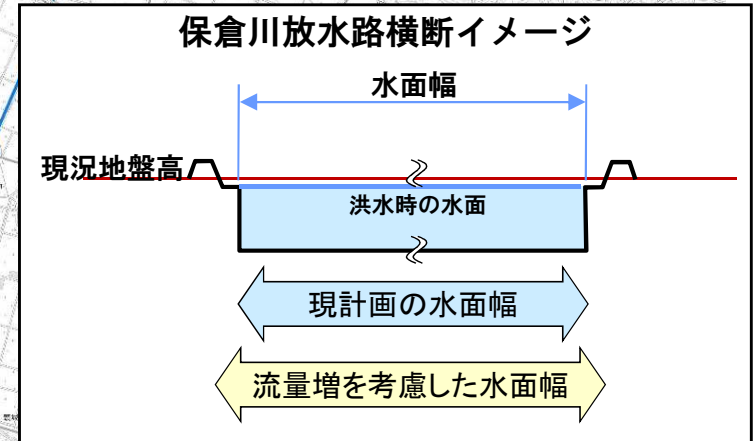 保倉川放水路横断イメージ
水面幅
現況地盤高
洪水時の水面
現計画の水面幅
流量増を考慮した水面幅